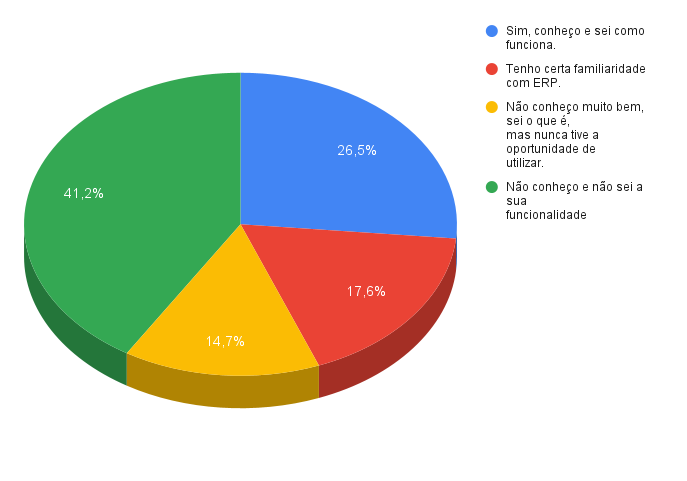 Sim, conheço e sei como
funciona.
Tenho certa familiaridade
com ERP.
Não conheço muito bem,
sei o que é,
mas nunca tive a
oportunidade de
utilizar.
Não conheço e não sei a
sua
funcionalidade
26,5%
41,2%
17,6%
14,7%